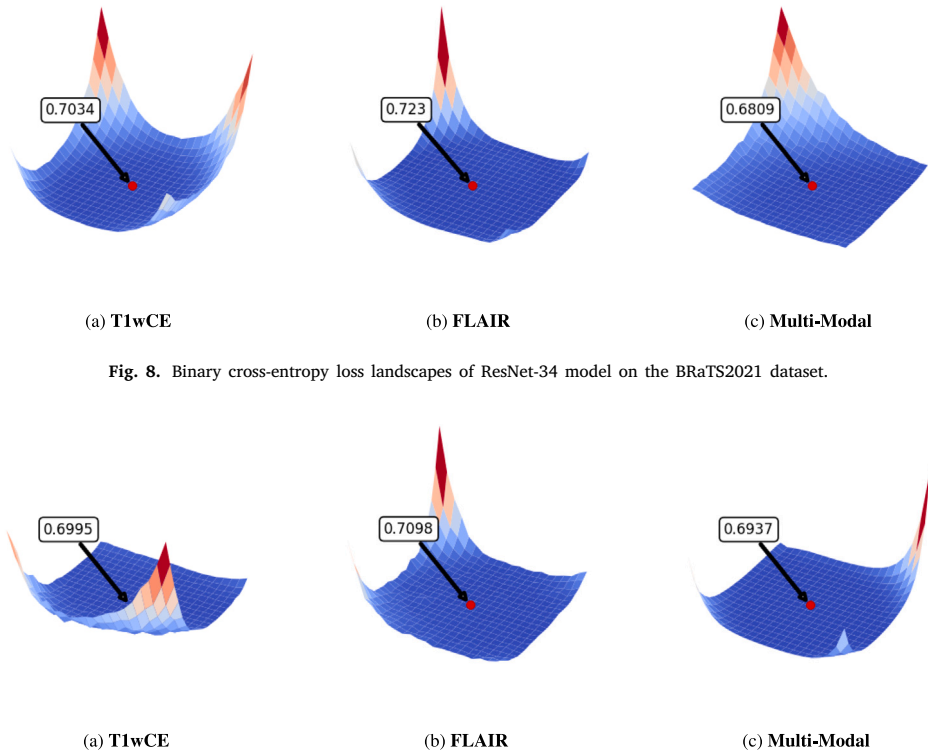 0.7034
0.723
0.6809
(a) T1wCE
(b) FLAIR
(c) Multi-Modal
Fig. 8. Binary cross-entropy loss landscapes of ResNet-34 model on the BRaTS2021 dataset.
0.6995
0.7098
0.6937
(a) T1wCE
(b) FLAIR
(c) Multi-Modal